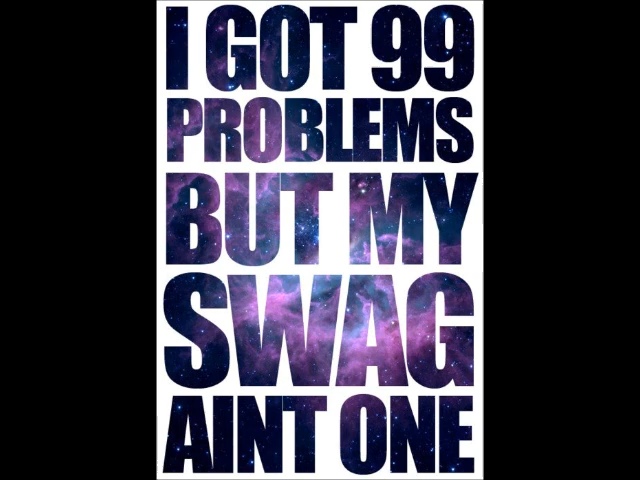 I GOT 99
PROBLEMS
BUT MY
SWAG
AINT ONE